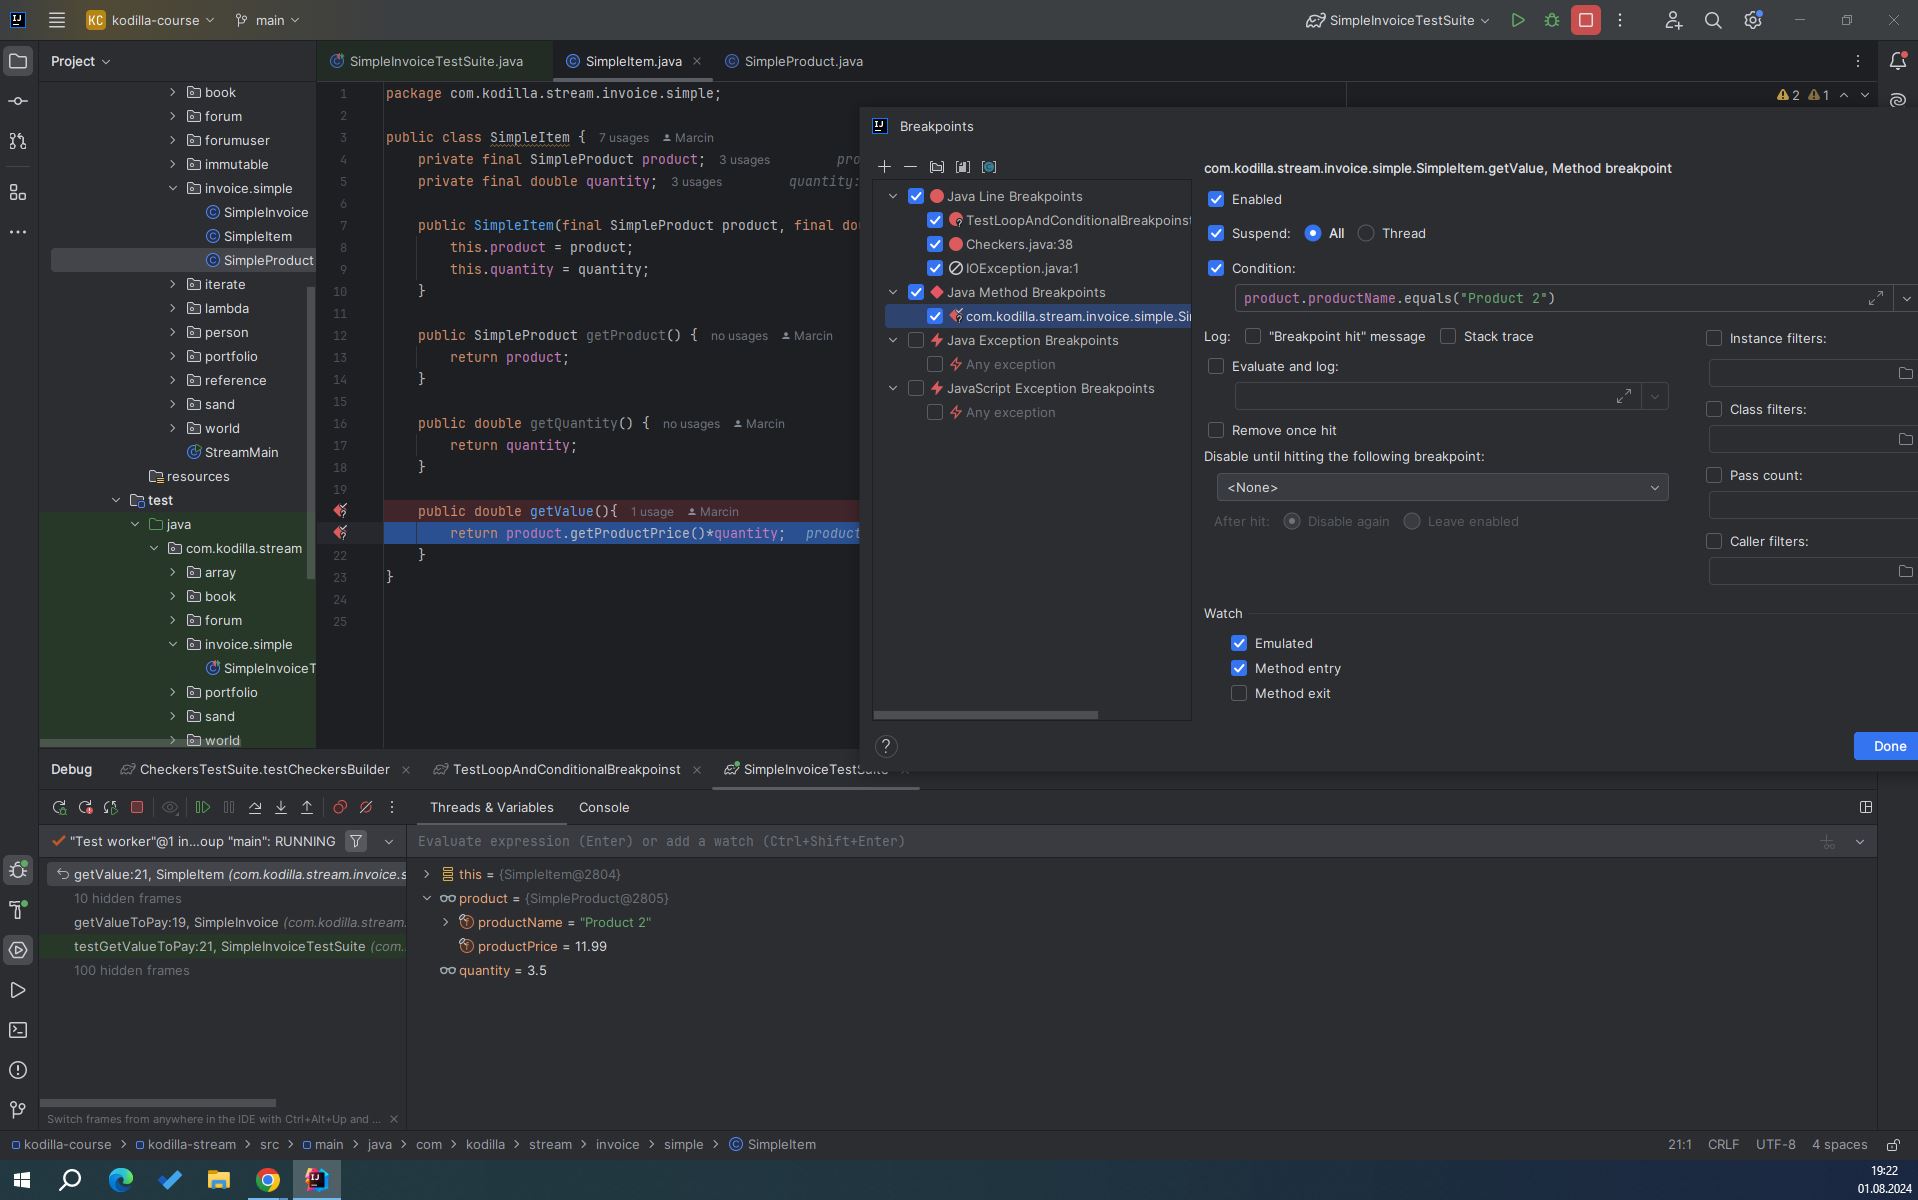 KC kodilla-course main SimpleInvoiceTestSuite
Project
SimpleInvoiceTestSuite.java SimpleItem.java SimpleProduct.java
book
forum
forumuser
immutable
invoice.simple
SimpleInvoice
SimpleItem
SimpleProduct
iterate
lambda
person
portfolio
reference
sand
world
StreamMain
resources
test
java
com.kodilla.stream
array
book
forum
invoice.simple
SimpleInvoiceT
portfolio
sand
world
1 package com.kodilla.stream.invoice.simple;
2
3 public class SimpleItem { 7 usages Marcin
4 private final SimpleProduct product; 3 usages pro
5 private final double quantity; 3 usages quantity:
6
7 public SimpleItem(final SimpleProduct product, final dou
8 this.product = product;
9 this.quantity = quantity;
10 }
11
12 public SimpleProduct getProduct() { no usages Marcin
13 return product;
14 }
15
16 public double getQuantity() { no usages Marcin
17 return quantity;
18 }
19
public double getValue(){ 1 usage Marcin
return product.getProductPrice()*quantity; product
22 }
23 }
24
25
2 1
Breakpoints
Java Line Breakpoints
TestLoopAndConditionalBreakpoinst
Checkers.java:38
IOException.java:1
Java Method Breakpoints
com.kodilla.stream.invoice.simple.Si
Java Exception Breakpoints
Any exception
JavaScript Exception Breakpoints
Any exception
com.kodilla.stream.invoice.simple.SimpleItem.getValue, Method breakpoint
Enabled
Suspend: All Thread
Condition:
product.productName.equals("Product 2")
Log: "Breakpoint hit" message Stack trace
Evaluate and log:
Remove once hit
Disable until hitting the following breakpoint:
<None>
After hit: Disable again Leave enabled
Instance filters:
Class filters:
Pass count:
Caller filters:
Watch
Emulated
Method entry
Method exit
? Done
Debug CheckersTestSuite.testCheckersBuilder TestLoopAndConditionalBreakpoinst SimpleInvoiceTestSuite
Threads & Variables Console
"Test worker"@1 in...oup "main": RUNNING
Evaluate expression (Enter) or add a watch (Ctrl+Shift+Enter)
getValue:21, SimpleItem (com.kodilla.stream.invoice.s
10 hidden frames
getValueToPay:19, SimpleInvoice (com.kodilla.stream.
testGetValueToPay:21, SimpleInvoiceTestSuite (com.
100 hidden frames
this = {SimpleItem@2804}
product = {SimpleProduct@2805}
productName = "Product 2"
productPrice = 11.99
quantity = 3.5
Switch frames from anywhere in the IDE with Ctrl+Alt+Up and ...
kodilla-course > kodilla-stream > src > main > java > com > kodilla > stream > invoice > simple > SimpleItem
21:1 CRLF UTF-8 4 spaces
19:22
01.08.2024